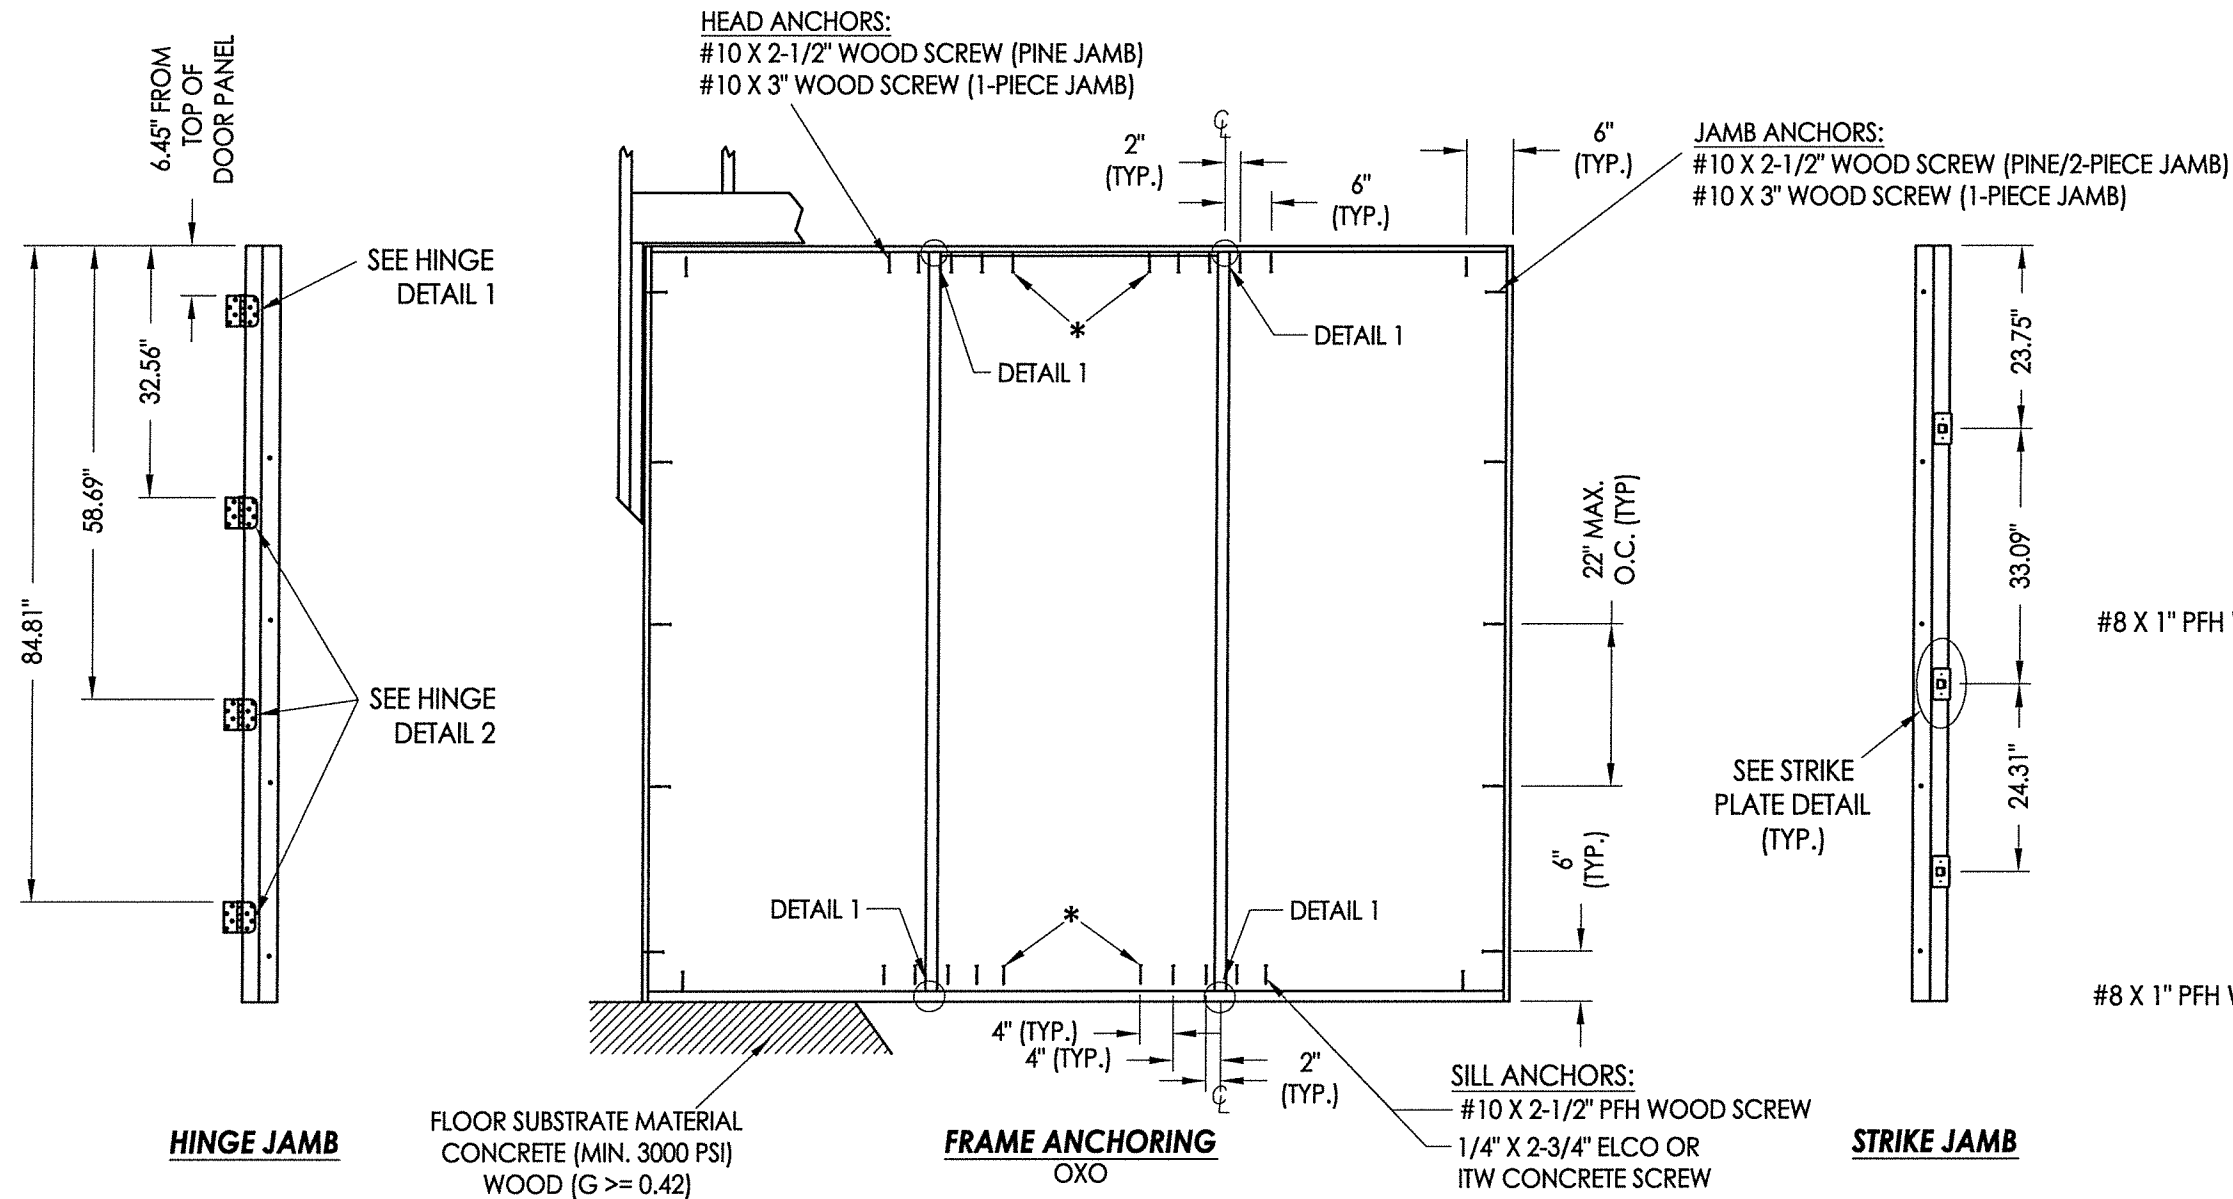 HEAD ANCHORS:
#10 X 2-1/2" WOOD SCREW (PINE JAMB)
#10 X 3" WOOD SCREW (1-PIECE JAMB)
6.45" FROM
TOP OF
DOOR PANEL
SEE HINGE
DETAIL 1
32.56"
58.69"
84.81"
SEE HINGE
DETAIL 2
HINGE JAMB
2"
(TYP.)
6"
(TYP.)
6"
(TYP.)
JAMB ANCHORS:
#10 X 2-1/2" WOOD SCREW (PINE/2-PIECE JAMB)
#10 X 3" WOOD SCREW (1-PIECE JAMB)
*
DETAIL 1
DETAIL 1
22" MAX.
O.C. (TYP)
6"
(TYP.)
DETAIL 1
*
DETAIL 1
4" (TYP.)
4" (TYP.)
2"
(TYP.)
FLOOR SUBSTRATE MATERIAL
CONCRETE (MIN. 3000 PSI)
WOOD (G >= 0.42)
FRAME ANCHORING
OXO
SILL ANCHORS:
#10 X 2-1/2" PFH WOOD SCREW
1/4" X 2-3/4" ELCO OR
ITW CONCRETE SCREW
23.75"
33.09"
24.31"
SEE STRIKE
PLATE DETAIL
(TYP.)
STRIKE JAMB
#8 X 1" PFH
#8 X 1" PFH